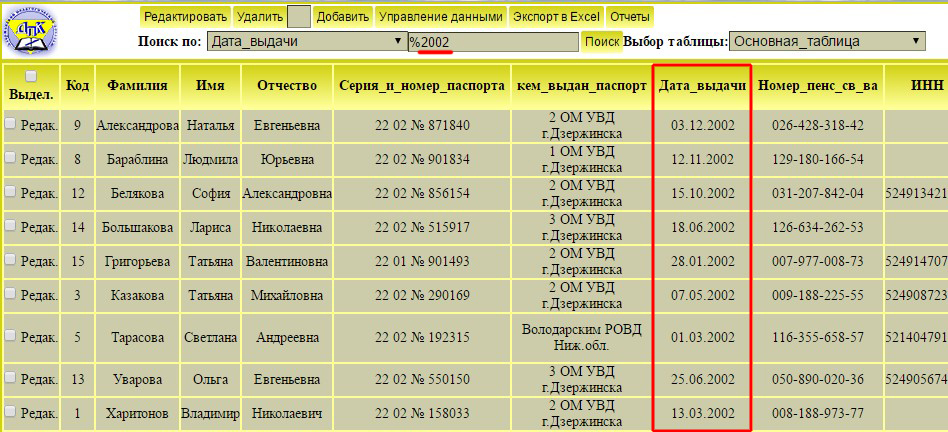 АПК
Редактировать Удалить Добавить Управление данными Экспорт в Excel Отчеты
Поиск по: Дата_выдачи %2002 Поиск Выбор таблицы: Основная_таблица
Выдел. Код Фамилия Имя Отчество Серия_и_номер_паспорта кем_выдан_паспорт Дата_выдачи Номер_пенс_св_ва ИНН
Редак. 9 Александрова Наталья Евгеньевна 22 02 № 871840 2 ОМ УВД г.Дзержинска 03.12.2002 026-428-318-42
Редак. 8 Бараблина Людмила Юрьевна 22 02 № 901834 1 ОМ УВД г.Дзержинска 12.11.2002 129-180-166-54
Редак. 12 Белякова София Александровна 22 02 № 856154 2 ОМ УВД г.Дзержинска 15.10.2002 031-207-842-04 524913421
Редак. 14 Большакова Лариса Николаевна 22 02 № 515917 3 ОМ УВД г.Дзержинска 18.06.2002 126-634-262-53
Редак. 15 Григорьева Татьяна Валентиновна 22 01 № 901493 2 ОМ УВД г.Дзержинска 28.01.2002 007-977-008-73 524914707
Редак. 3 Казакова Татьяна Михайловна 22 02 № 290169 2 ОМ УВД г.Дзержинска 07.05.2002 009-188-225-55 524908723
Редак. 5 Тарасова Светлана Андреевна 22 02 № 192315 Володарским РОВД Ниж.обл. 01.03.2002 116-355-658-57 521404791
Редак. 13 Уварова Ольга Евгеньевна 22 02 № 550150 3 ОМ УВД г.Дзержинска 25.06.2002 050-890-020-36 524905674
Редак. 1 Харитонов Владимир Николаевич 22 02 № 158033 2 ОМ УВД г.Дзержинска 13.03.2002 008-188-973-77